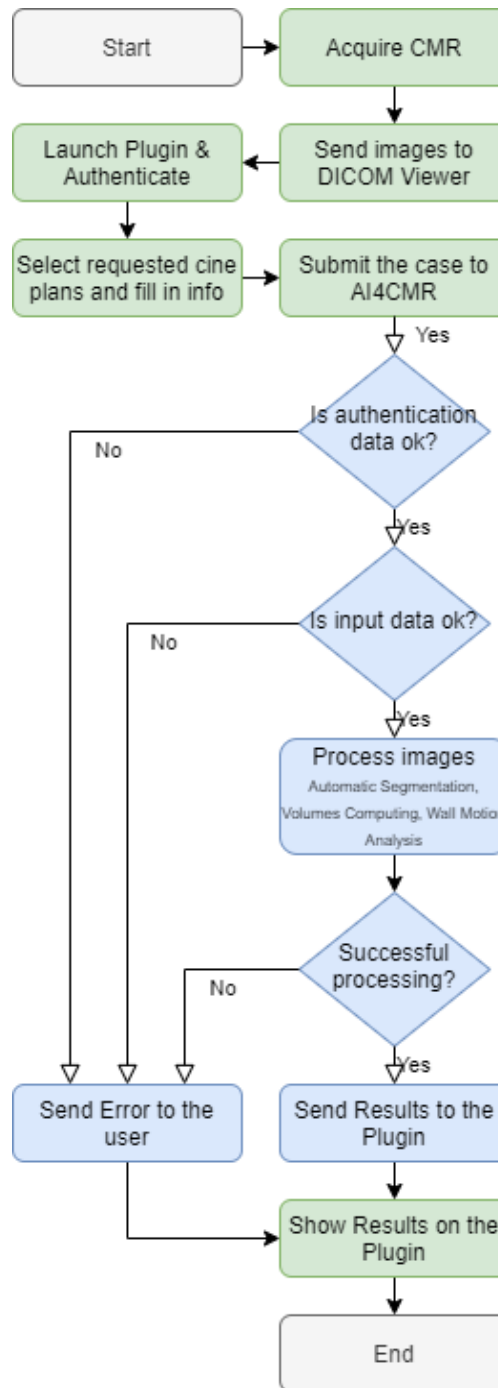 Start
Acquire CMR
Launch Plugin &
Authenticate
Send images to
DICOM Viewer
Select requested cine
plans and fill in info
Submit the case to
AI4CMR
Yes
Is authentication
data ok?
No
Yes
Is input data ok?
No
Yes
Process images
Automatic Segmentation,
Volumes Computing, Wall Motion
Analysis
Successful
processing?
No
Yes
Send Error to the
user
Send Results to the
Plugin
Show Results on the
Plugin
End